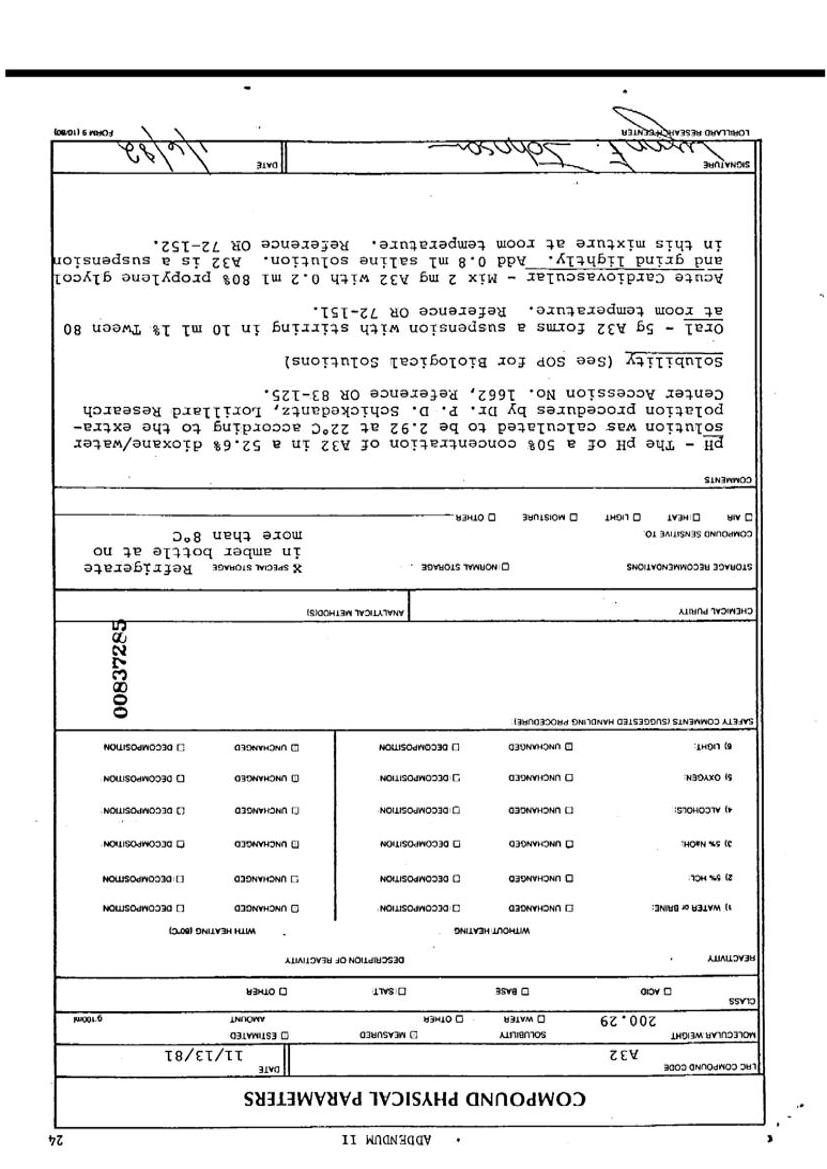 ADDENDUM II
24
COMPOUND PHYSICAL PARAMETERS
LRC COMPOUND CODE
A32
DATE
11/13/81
MOLECULAR WEIGHT
200.29
SOLUBILITY
☐ WATER ☐ OTHER
☐ MEASURED ☐ ESTIMATED
AMOUNT g 100ml
CLASS
☐ ACID ☐ BASE ☐ SALT: ☐ OTHER
REACTIVITY
DESCRIPTION OF REACTIVITY
WITHOUT HEATING WITH HEATING (80°C)
1) WATER or BRINE: ☐ UNCHANGED ☐ DECOMPOSITION ☐ UNCHANGED ☐ DECOMPOSITION
2) 5% HCL: ☐ UNCHANGED ☐ DECOMPOSITION ☐ UNCHANGED ☐ DECOMPOSITION
3) 5% NaOH: ☐ UNCHANGED ☐ DECOMPOSITION ☐ UNCHANGED ☐ DECOMPOSITION
4) ALCOHOLS: ☐ UNCHANGED ☐ DECOMPOSITION ☐ UNCHANGED ☐ DECOMPOSITION
5) OXYGEN: ☐ UNCHANGED ☐ DECOMPOSITION ☐ UNCHANGED ☐ DECOMPOSITION
6) LIGHT: ☐ UNCHANGED ☐ DECOMPOSITION ☐ UNCHANGED ☐ DECOMPOSITION
SAFETY COMMENTS (SUGGESTED HANDLING PROCEDURE):
00837285
CHEMICAL PURITY
ANALYTICAL METHOD(S)
STORAGE RECOMMENDATIONS ☐ NORMAL STORAGE X SPECIAL STORAGE Refrigerate
in amber bottle at no
more than 8°C
COMPOUND SENSITIVE TO:
☐ AIR ☐ HEAT ☐ LIGHT ☐ MOISTURE ☐ OTHER
COMMENTS
pH - The pH of a 50% concentration of A32 in a 52.6% dioxane/water
solution was calculated to be 2.92 at 22°C according to the extra-
polation procedures by Dr. P. D. Schickedantz, Lorillard Research
Center Accession No. 1662, Reference OR 83-125.
Solubility (See SOP for Biological Solutions)
Oral - 5g A32 forms a suspension with stirring in 10 ml 1% Tween 80
at room temperature. Reference OR 72-151.
Acute Cardiovascular - Mix 2 mg A32 with 0.2 ml 80% propylene glycol
and grind lightly. Add 0.8 ml saline solution. A32 is a suspension
in this mixture at room temperature. Reference OR 72-152.
SIGNATURE
Johnson
DATE
1/6/82
LORILLARD RESEARCH CENTER
FORM 9 (10/80)